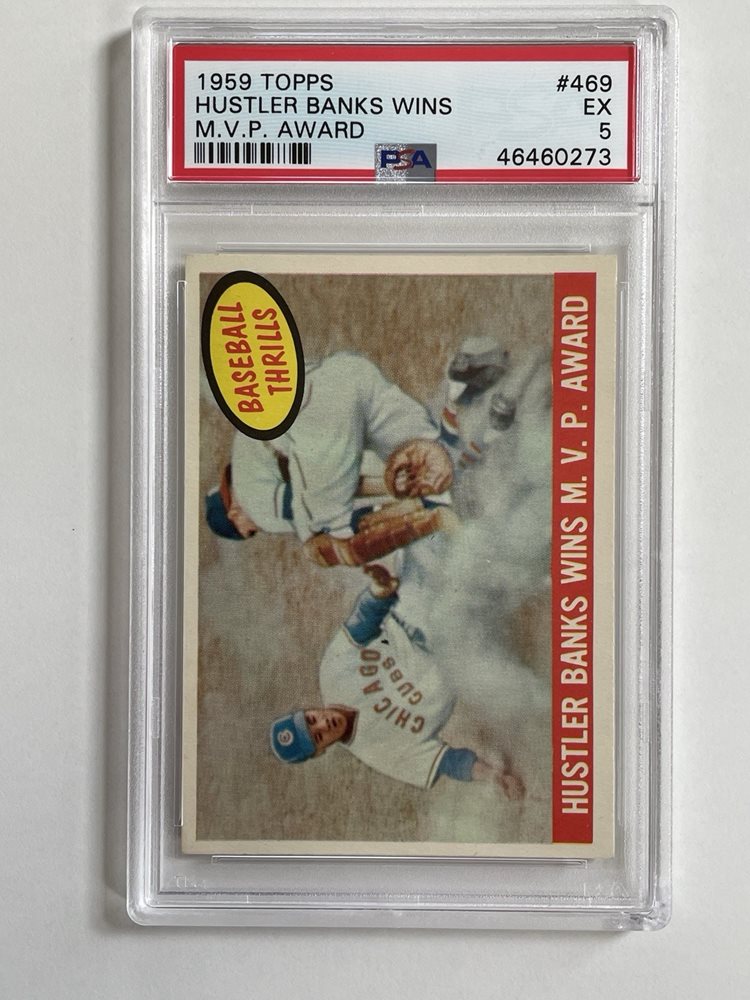 1959 TOPPS #469
HUSTLER BANKS WINS EX
M.V.P. AWARD 5
PSA 46460273
BASEBALL
THRILLS
CHICAGO
CUBS
C
HUSTLER BANKS WINS M. V. P. AWARD